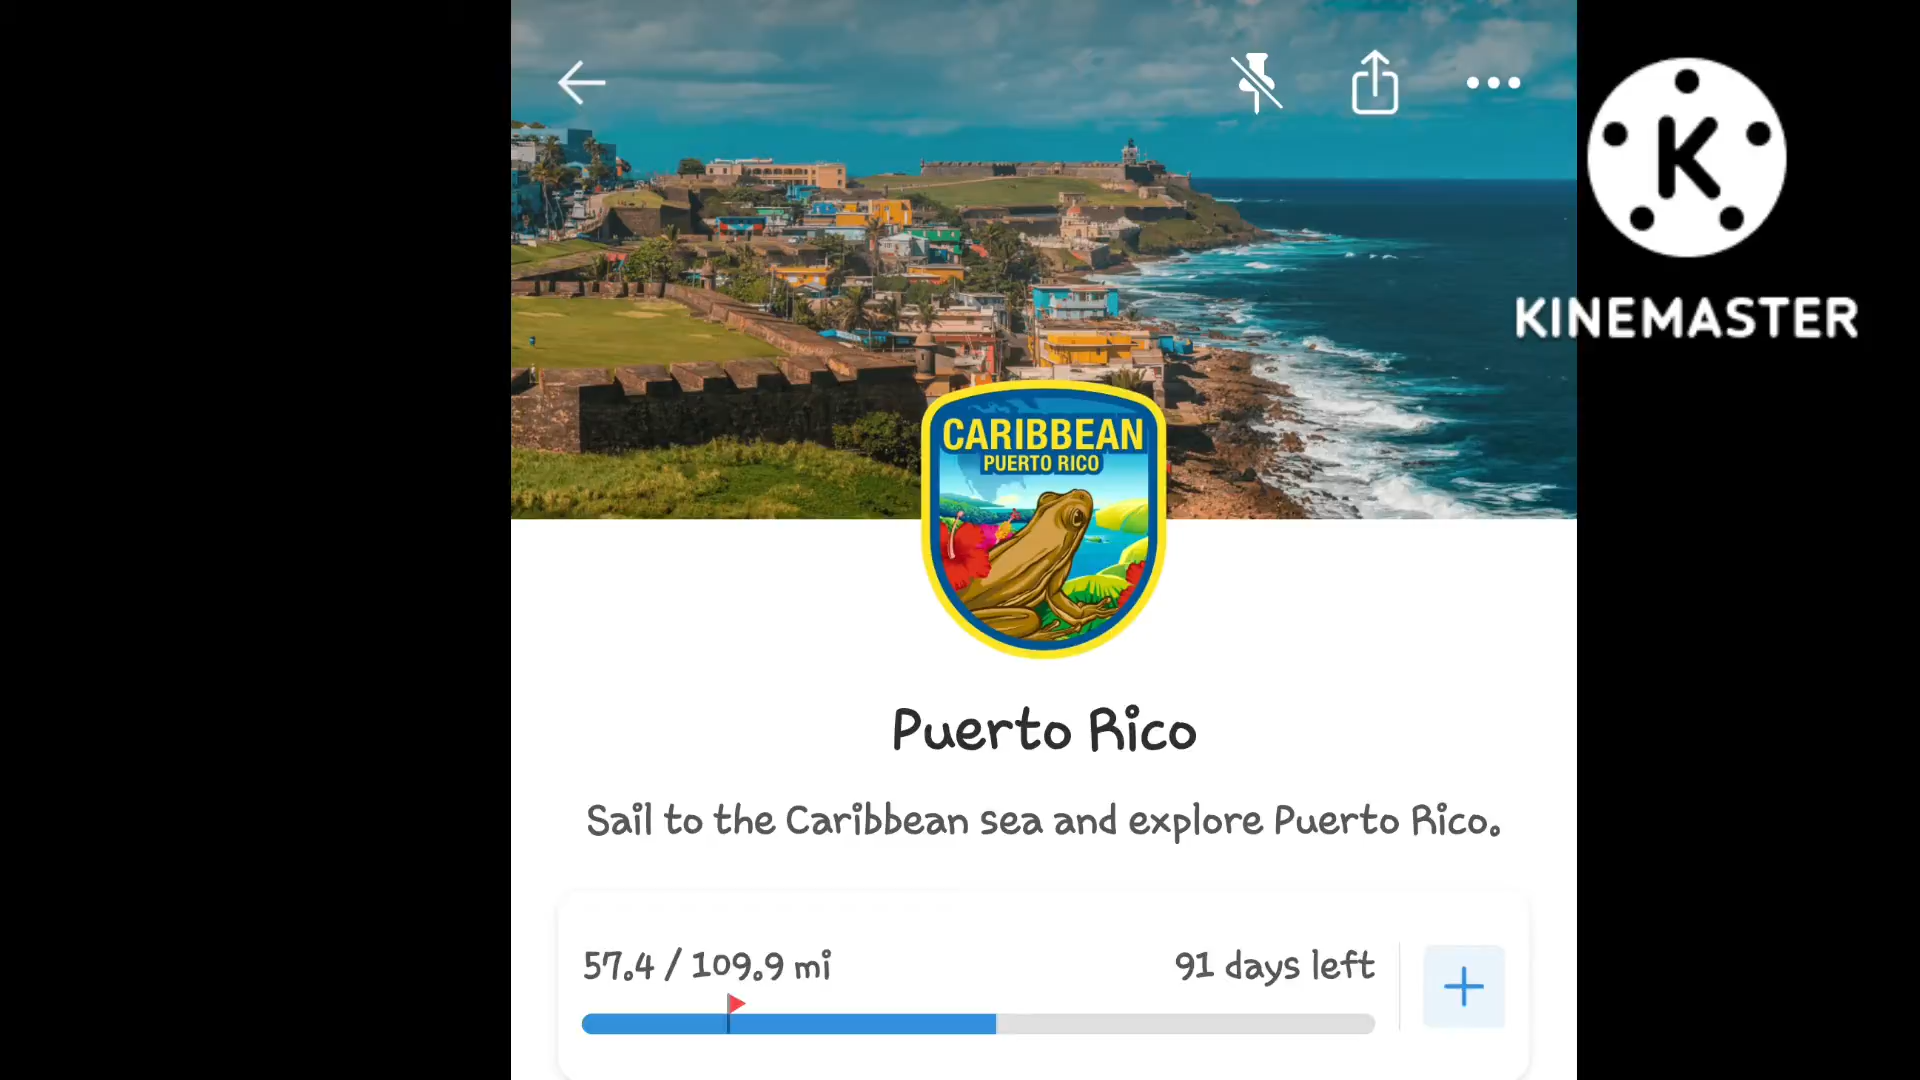 K
KINEMASTER
CARIBBEAN
PUERTO RICO
Puerto Rico
Sail to the Caribbean sea and explore Puerto Rico.
57.4 / 109.9 mi
91 days left